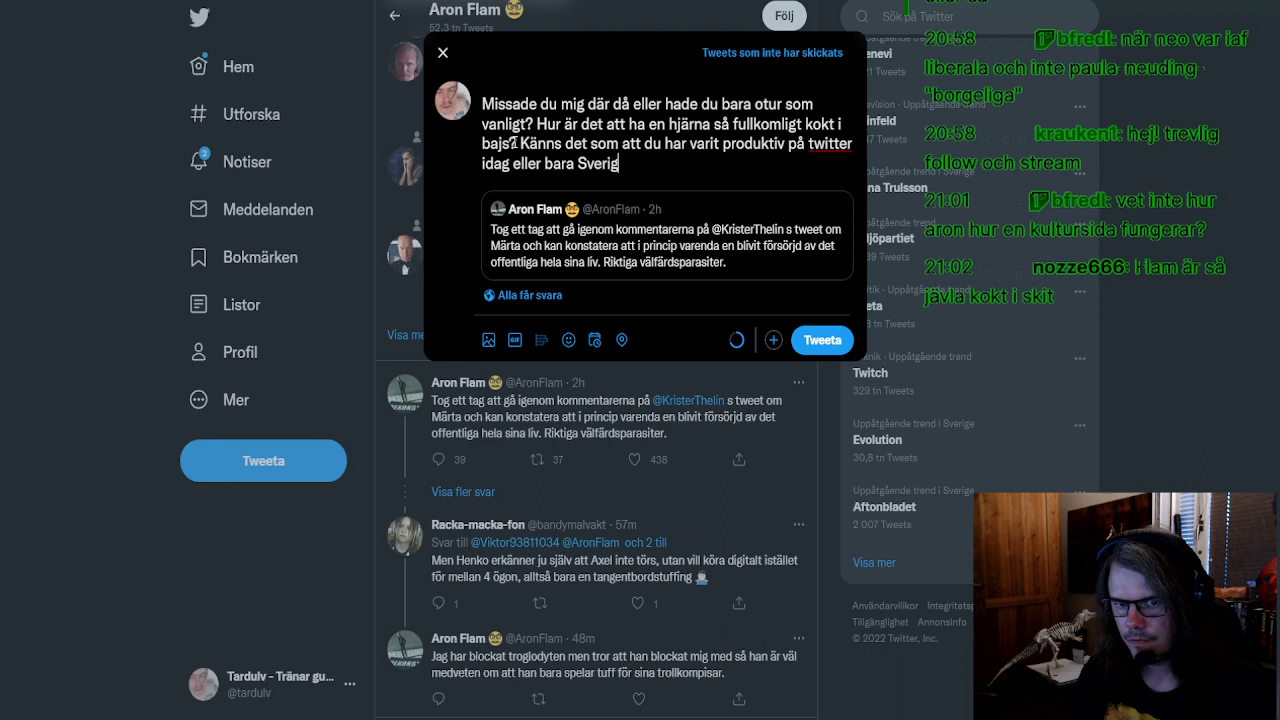 Hem
Utforska
2
Notiser
Meddelanden
Bokmärken
Listor
Profil
Mer
Tweeta
Tardulv - Tränar gu...
@tardulv
Aron Flam
52.3 tn Tweets
Följ
Tweets som inte har skickats
Missade du mig där då eller hade du bara otur som
vanligt? Hur är det att ha en hjärna så fullkomligt kokt i
bajs? Känns det som att du har varit produktiv på twitter
idag eller bara Sverig
Aron Flam @AronFlam · 2h
Tog ett tag att gå igenom kommentarerna på @KristerThelin s tweet om
Märta och kan konstatera att i princip varenda en blivit försörjd av det
offentliga hela sina liv. Riktiga välfärdsparasiter.
Alla får svara
GIF
Tweeta
Visa me
Aron Flam @AronFlam · 2h
Tog ett tag att gå igenom kommentarerna på @KristerThelin s tweet om
Märta och kan konstatera att i princip varenda en blivit försörjd av det
offentliga hela sina liv. Riktiga välfärdsparasiter.
39 37 438
Visa fler svar
Racka-macka-fon @bandymalvakt · 57m
Svar till @Viktor93811034 @AronFlam och 2 till
Men Henko erkänner ju själv att Axel inte törs, utan vill köra digitalt istället
för mellan 4 ögon, alltså bara en tangentbordstuffing
1 1
Aron Flam @AronFlam · 48m
Jag har blockat troglodyten men tror att han blockat mig med så han är väl
medveten om att han bara spelar tuff för sina trollkompisar.
Sök på Twitter
enevi
71 Tweets
evision · Uppåtgående trend
infeld
47 Tweets
na Trulsson
ljöpartiet
39 Tweets
itik · Uppåtgående trend
eta
3 tn Tweets
knik · Uppåtgående trend
Twitch
329 tn Tweets
Uppåtgående trend i Sverige
Evolution
30,8 tn Tweets
Uppåtgående trend i Sverige
Aftonbladet
2 007 Tweets
Visa mer
Användarvillkor Integritetsp
Tillgänglighet Annonsinfo
© 2022 Twitter, Inc.
20:58 bfredl: när neo var iaf
liberala och inte paula neuding
"borgeliga"
20:58 krauken1: hej! trevlig
follow och stream
21:01 bfredl: vet inte hur
aron hur en kultursida fungerar?
21:02 nozze666: Flam är så
jävla kokt i skit